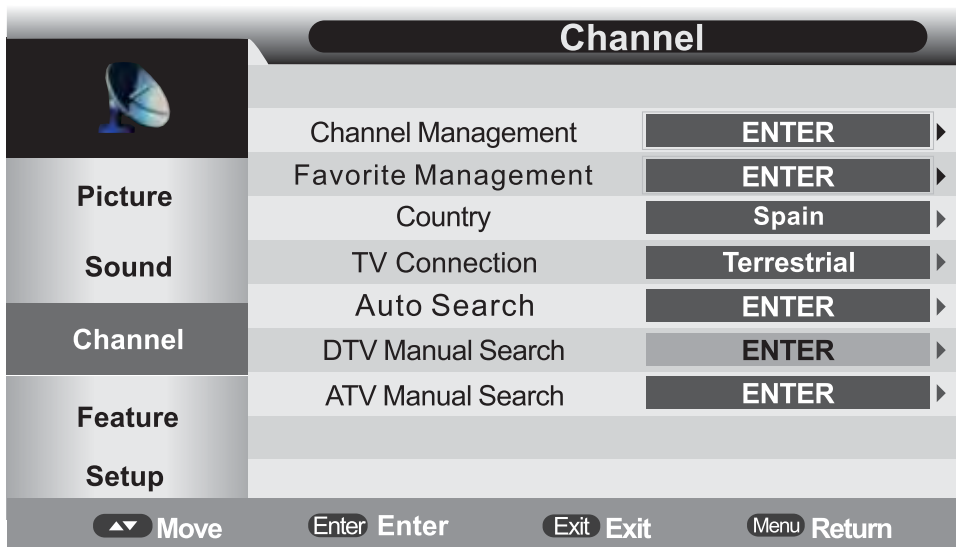 Channel
Channel Management ENTER
Favorite Management ENTER
Country Spain
TV Connection Terrestrial
Auto Search ENTER
DTV Manual Search ENTER
ATV Manual Search ENTER
Picture
Sound
Channel
Feature
Setup
Move Enter Enter Exit Exit Menu Return